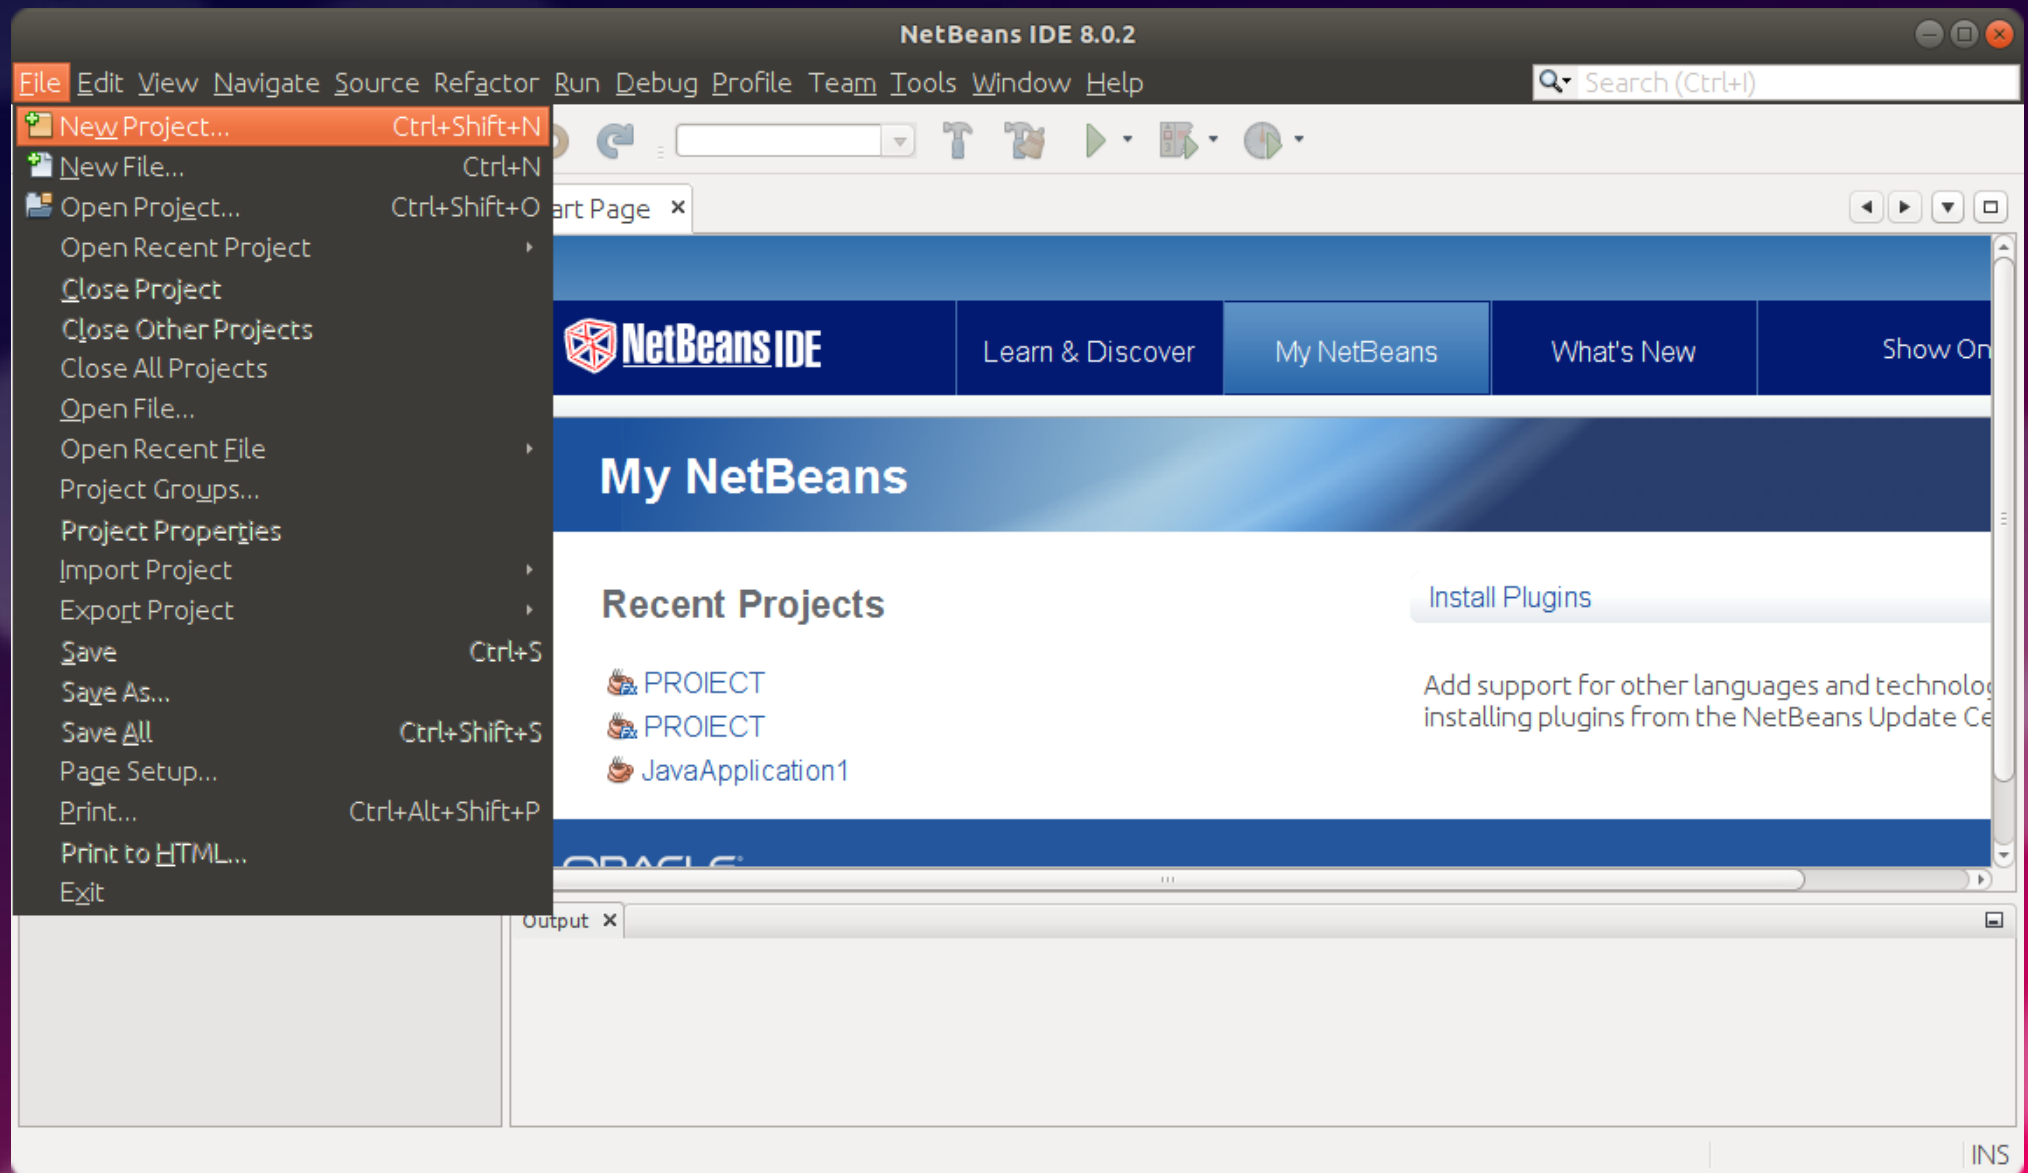 NetBeans IDE 8.0.2
File Edit View Navigate Source Refactor Run Debug Profile Team Tools Window Help
Search (Ctrl+I)
New Project... Ctrl+Shift+N
New File... Ctrl+N
Open Project... Ctrl+Shift+O
Open Recent Project
Close Project
Close Other Projects
Close All Projects
Open File...
Open Recent File
Project Groups...
Project Properties
Import Project
Export Project
Save Ctrl+S
Save As...
Save All Ctrl+Shift+S
Page Setup...
Print... Ctrl+Alt+Shift+P
Print to HTML...
Exit
art Page
NetBeans IDE
Learn & Discover
My NetBeans
What's New
Show On
My NetBeans
Recent Projects
PROIECT
PROIECT
JavaApplication1
Install Plugins
Add support for other languages and technolog
installing plugins from the NetBeans Update Ce
ORACLE
Output
INS